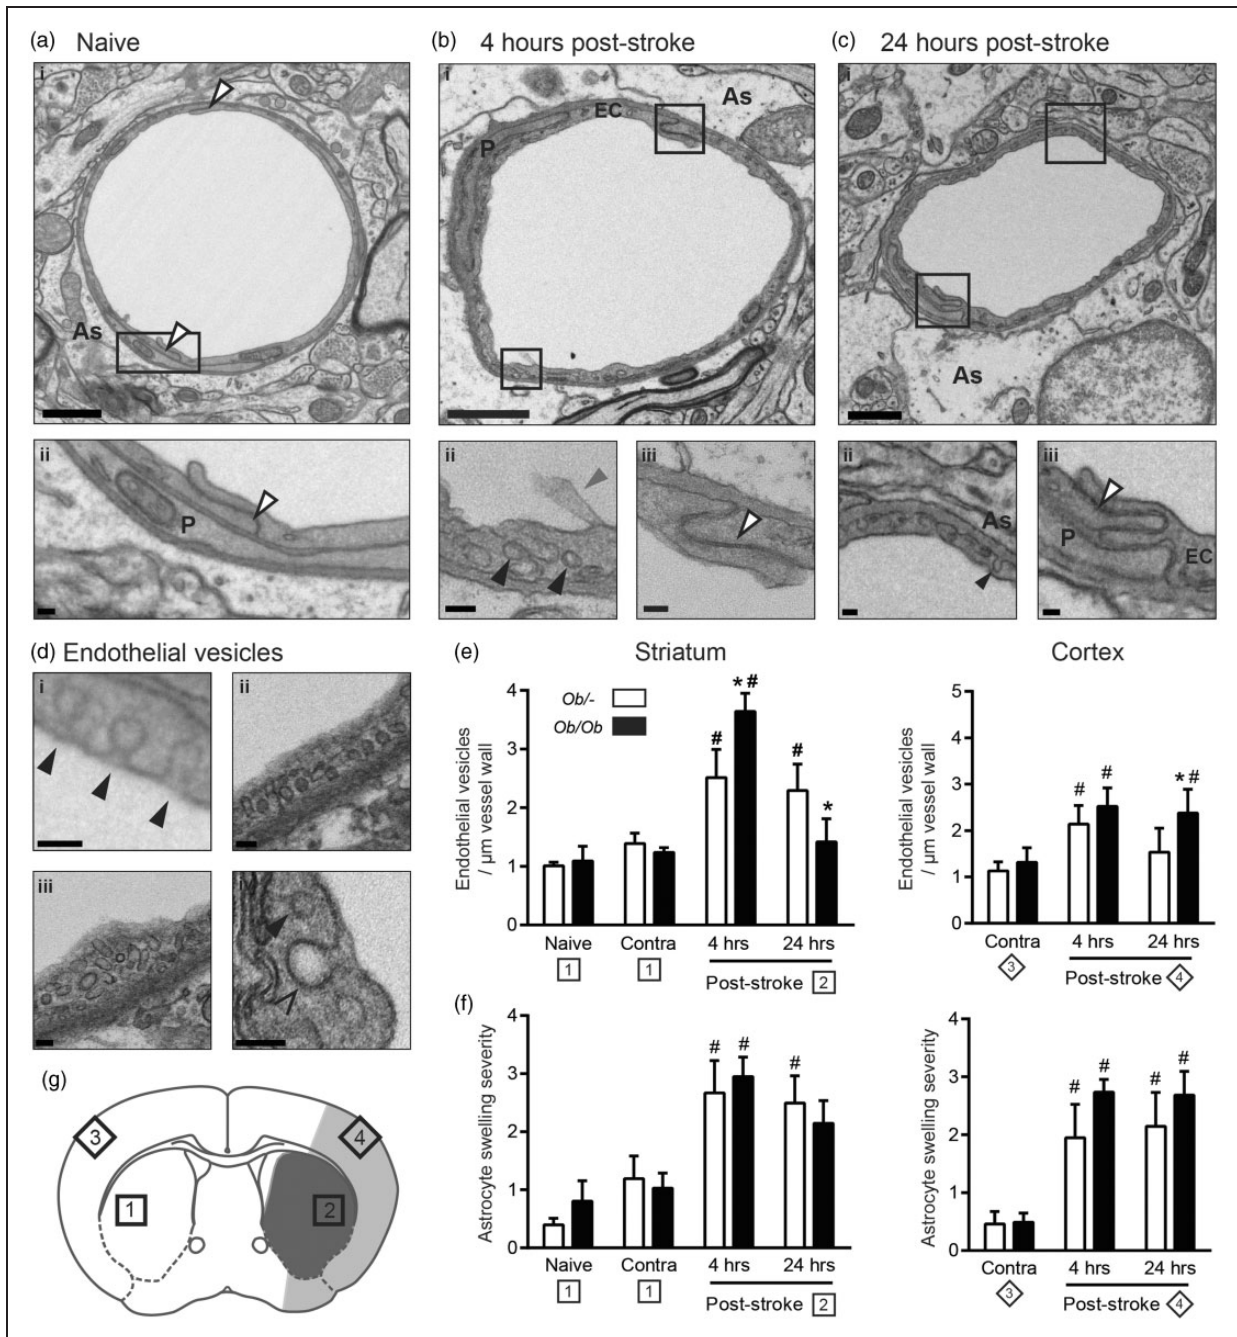 (a) Naive
(b) 4 hours post-stroke
(c) 24 hours post-stroke
i
As
i
EC
As
P
i
As
ii
P
ii
iii
ii
As
iii
P
EC
(d) Endothelial vesicles
i
ii
iii
iv
(e) Striatum
Cortex
Endothelial vesicles
/ µm vessel wall
4
3
2
1
0
Ob/-
Ob/Ob
#
* #
#
*
Naive
Contra
4 hrs
24 hrs
1
1
Post-stroke 2
Endothelial vesicles
/ µm vessel wall
5
4
3
2
1
0
#
#
* #
Contra
4 hrs
24 hrs
3
Post-stroke 4
(f)
Astrocyte swelling severity
4
3
2
1
0
#
#
#
Naive
Contra
4 hrs
24 hrs
1
1
Post-stroke 2
Astrocyte swelling severity
4
3
2
1
0
#
#
#
#
Contra
4 hrs
24 hrs
3
Post-stroke 4
(g)
3
4
1
2